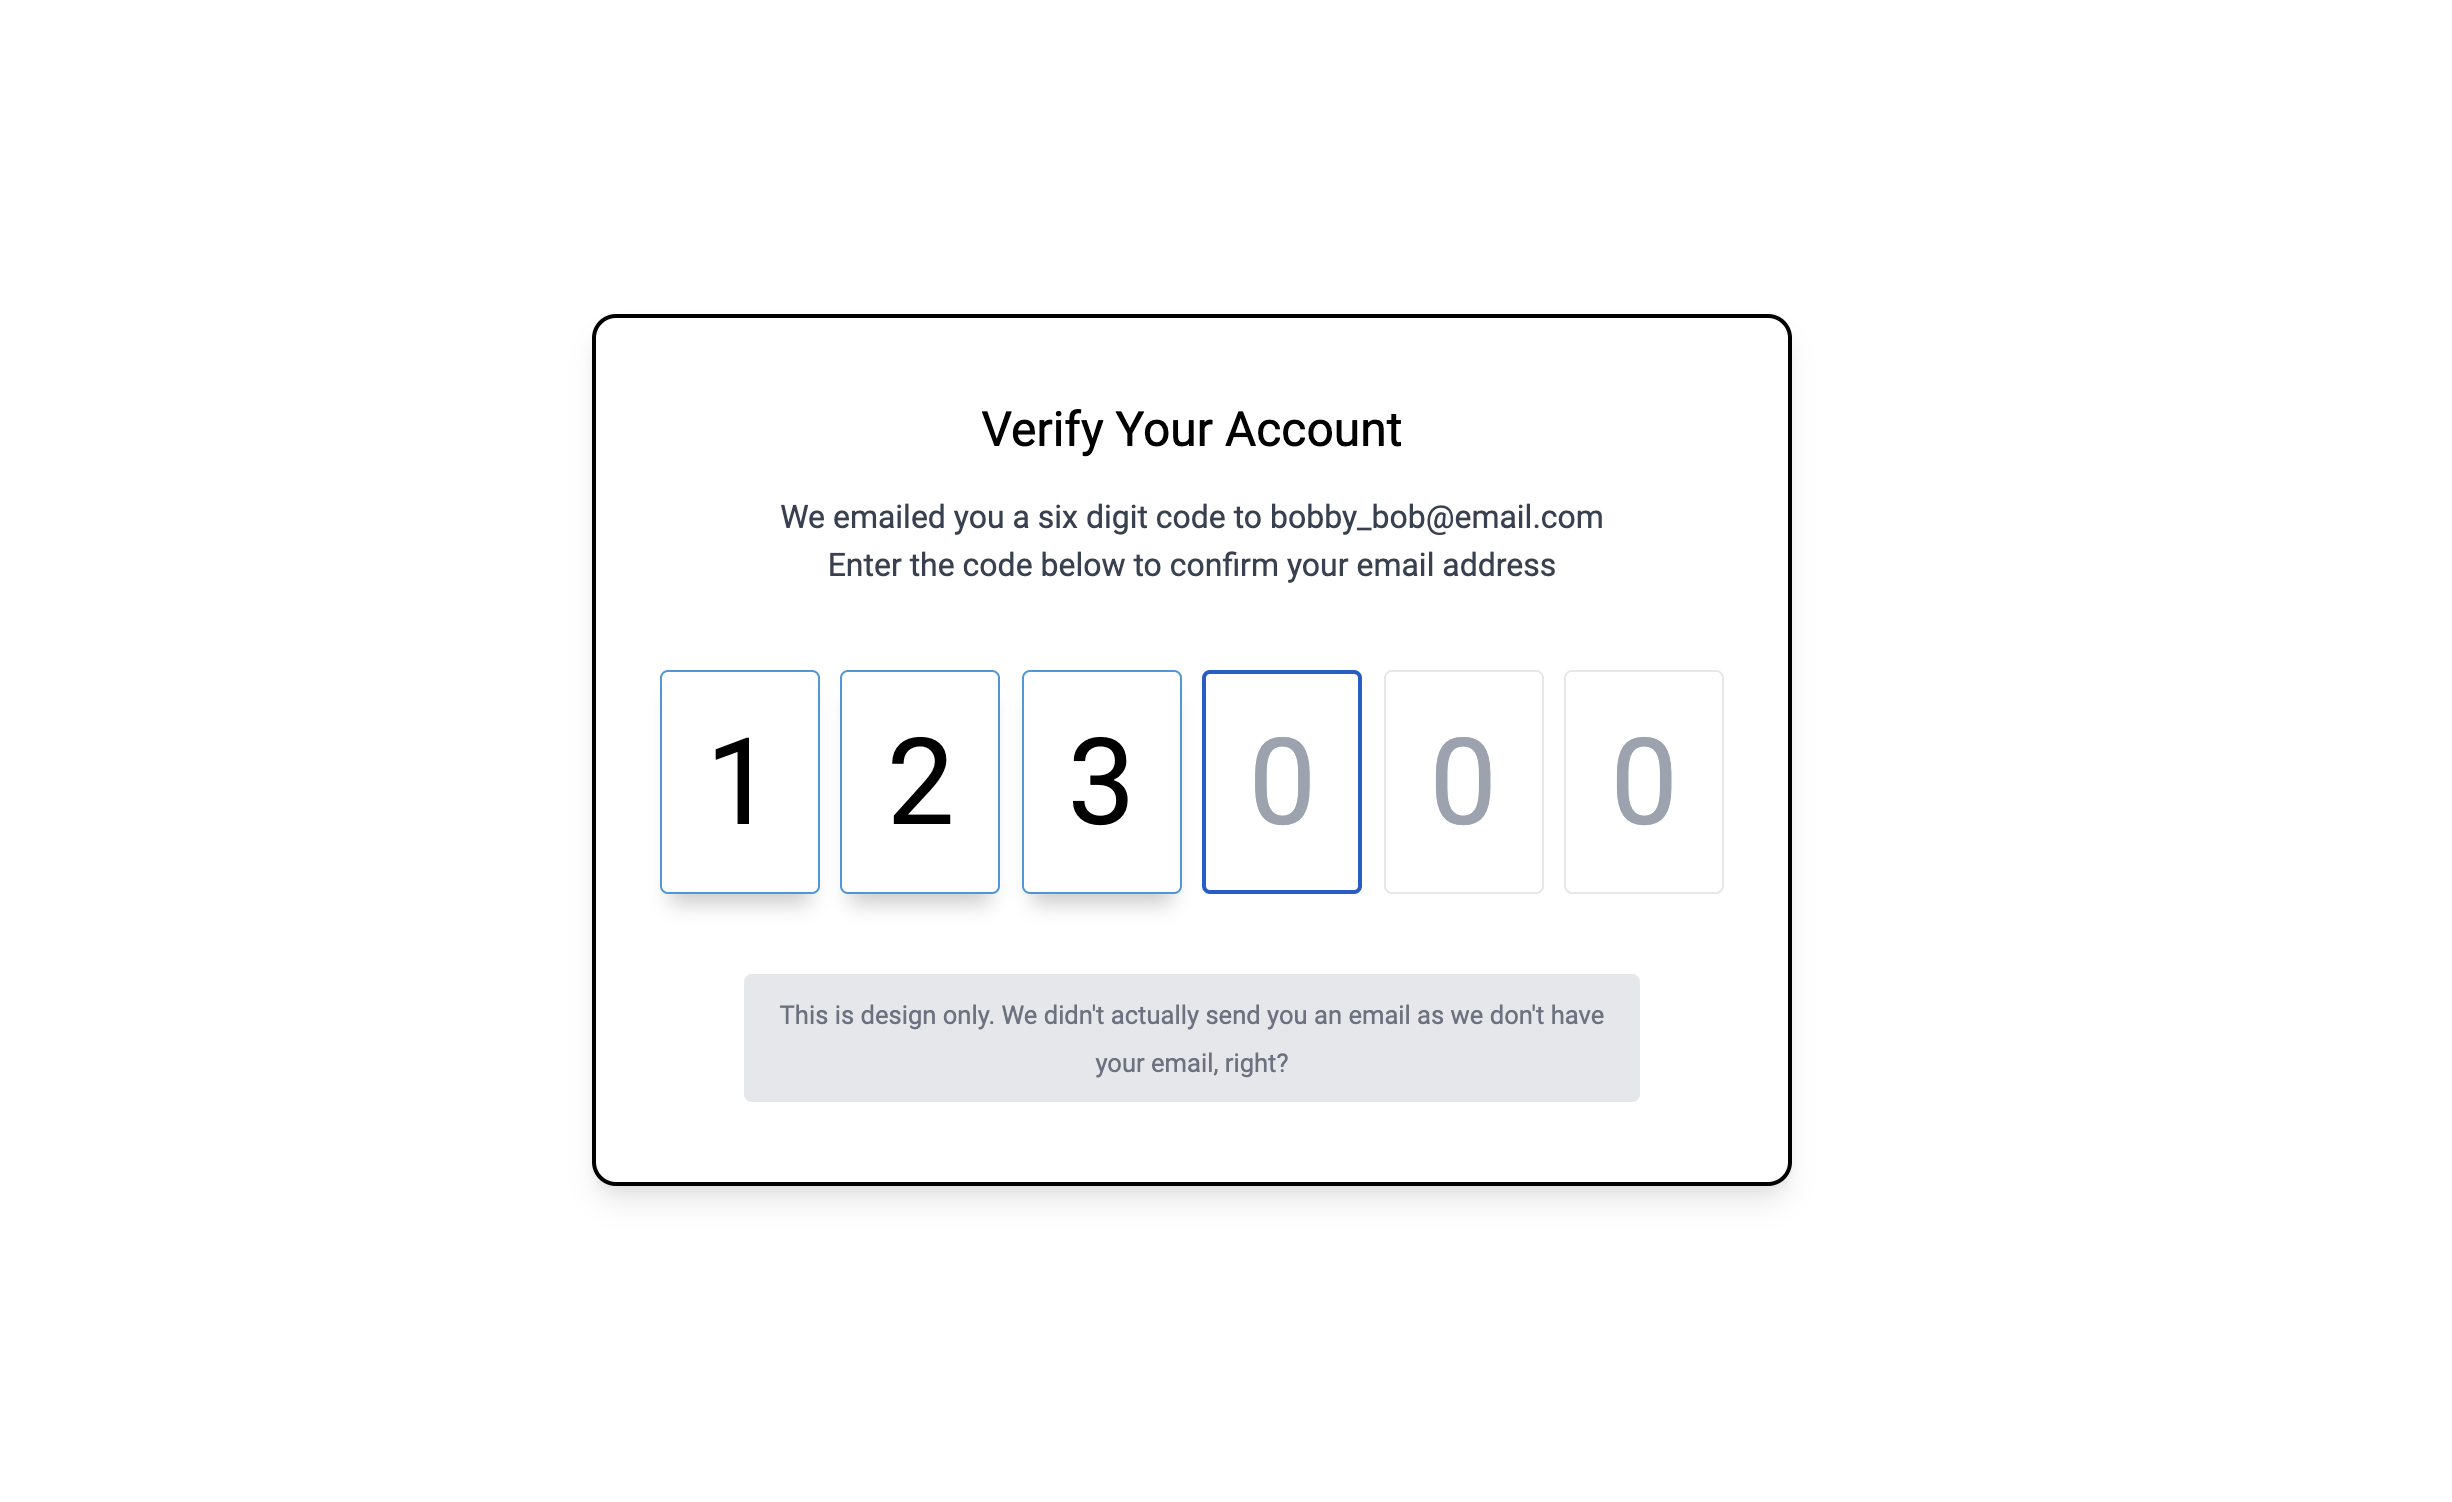 Verify Your Account
We emailed you a six digit code to bobby_bob@email.com
Enter the code below to confirm your email address
1 2 3 0 0 0
This is design only. We didn't actually send you an email as we don't have
your email, right?